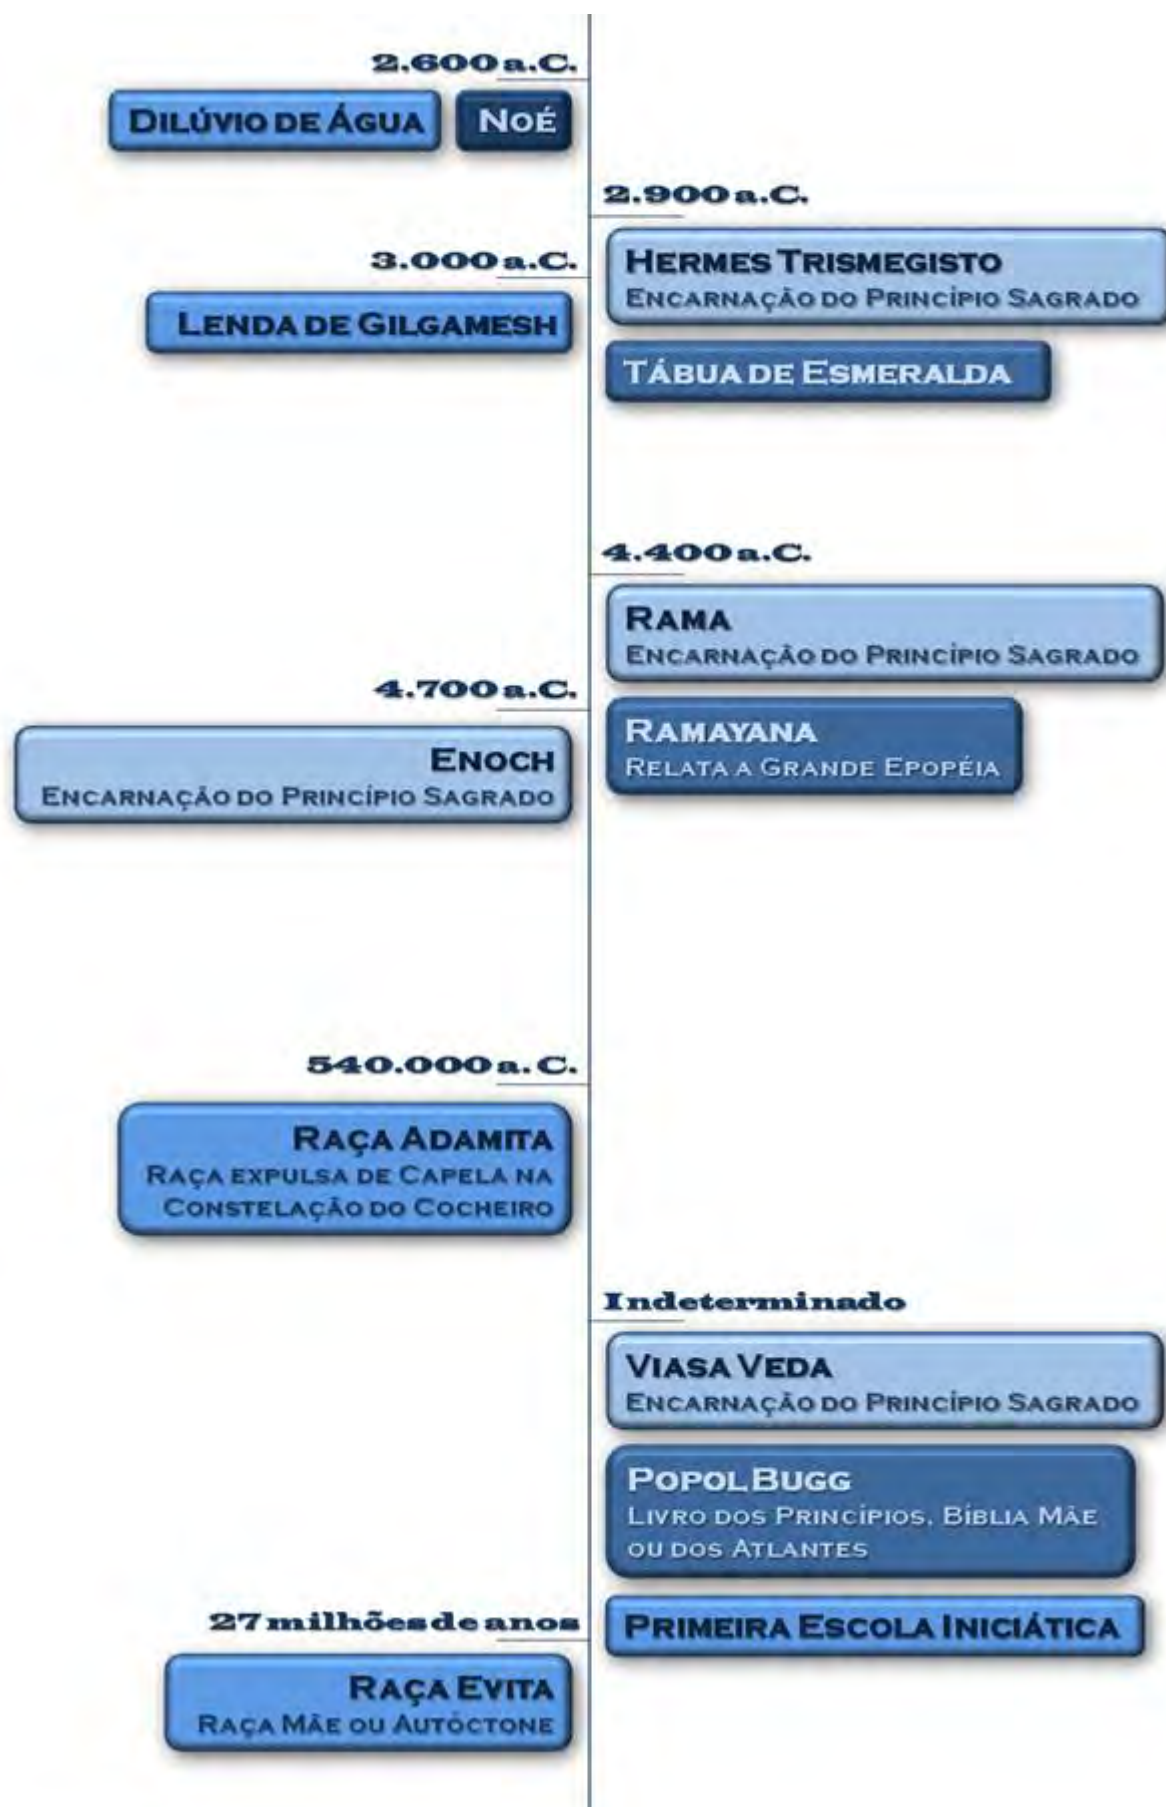 2.600 a.C.
DILÚVIO DE ÁGUA NOÉ
2.900 a.C.
HERMES TRISMEGISTO
ENCARNAÇÃO DO PRINCÍPIO SAGRADO
TÁBUA DE ESMERALDA
3.000 a.C.
LENDA DE GILGAMESH
4.400 a.C.
RAMA
ENCARNAÇÃO DO PRINCÍPIO SAGRADO
RAMAYANA
RELATA A GRANDE EPOPÉIA
4.700 a.C.
ENOCH
ENCARNAÇÃO DO PRINCÍPIO SAGRADO
540.000 a. C.
RAÇA ADAMITA
RAÇA EXPULSA DE CAPELA NA
CONSTELAÇÃO DO COCHEIRO
Indeterminado
VIASA VEDA
ENCARNAÇÃO DO PRINCÍPIO SAGRADO
POPOL BUGG
LIVRO DOS PRINCÍPIOS, BÍBLIA MÃE
OU DOS ATLANTES
PRIMEIRA ESCOLA INICIÁTICA
27 milhões de anos
RAÇA EVITA
RAÇA MÃE OU AUTÓCTONE